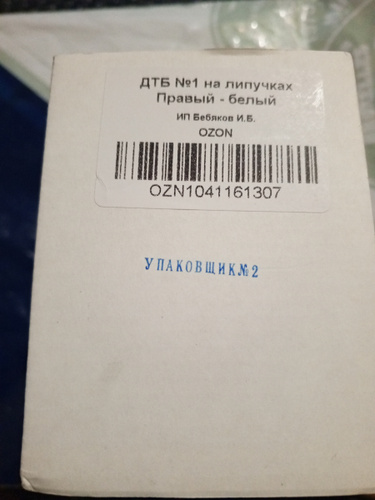 ДТБ №1 на липучках
Правый - белый
ИП Бебяков И.Б.
OZON
OZN1041161307
УПАКОВЩИК№2